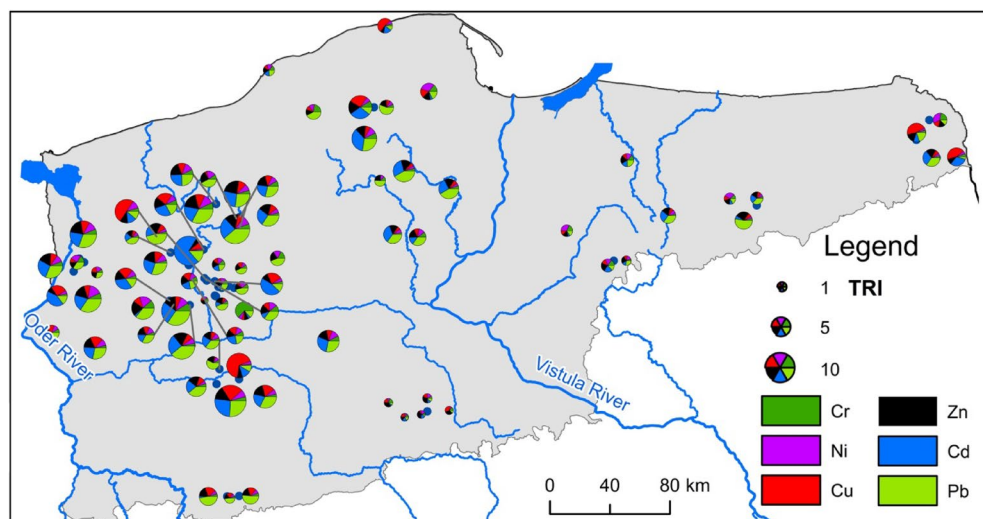 Legend
1 TRI
5
10
Cr Zn
Ni Cd
Cu Pb
Oder River
Vistula River
0 40 80 km